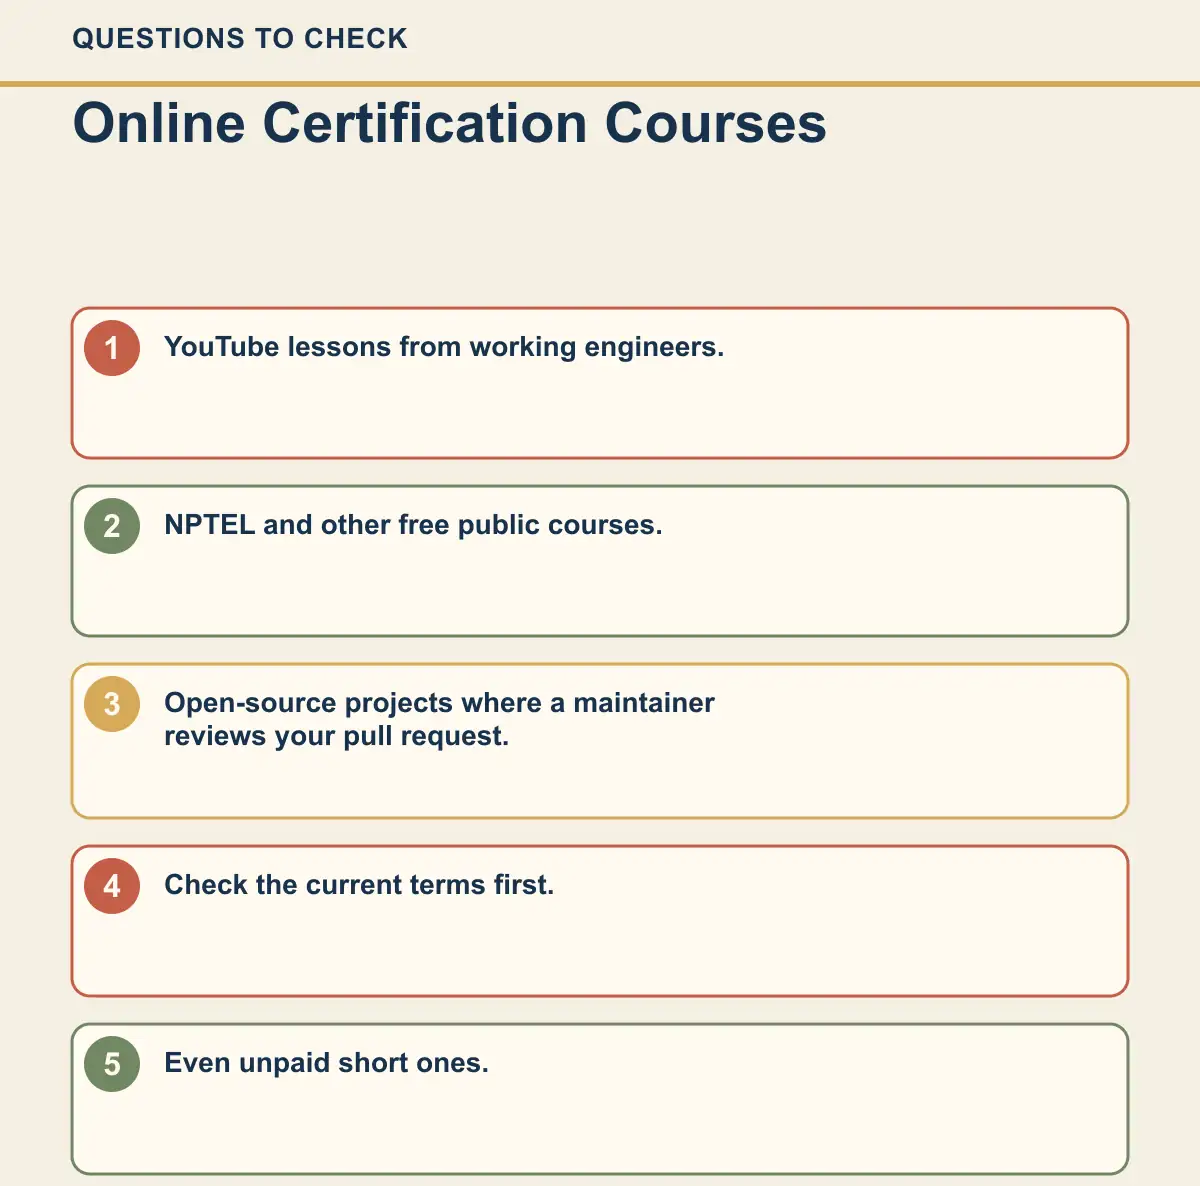 QUESTIONS TO CHECK
Online Certification Courses
1 YouTube lessons from working engineers.
2 NPTEL and other free public courses.
3 Open-source projects where a maintainer
reviews your pull request.
4 Check the current terms first.
5 Even unpaid short ones.